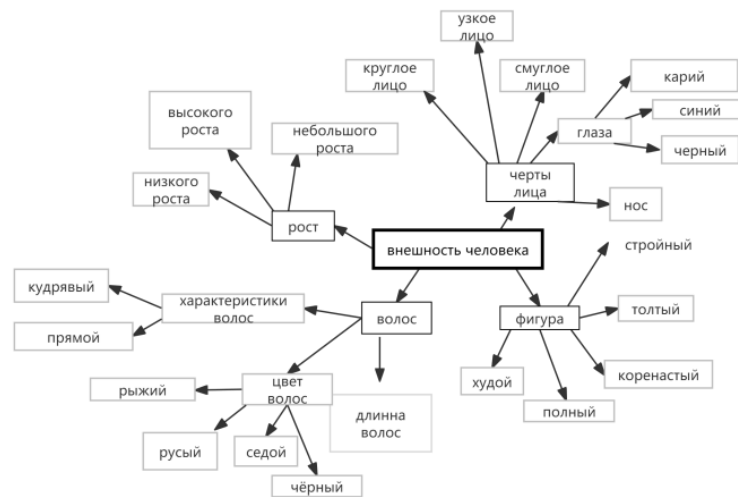 узкое
лицо
круглое
лицо
смуглое
лицо
карий
синий
глаза
черный
высокого
роста
небольшого
роста
черты
лица
низкого
роста
нос
рост
внешность человека
стройный
кудрявый
характеристики
волос
волос
фигура
толтый
прямой
худой
коренастый
рыжий
цвет
волос
длинна
волос
полный
русый
седой
чёрный